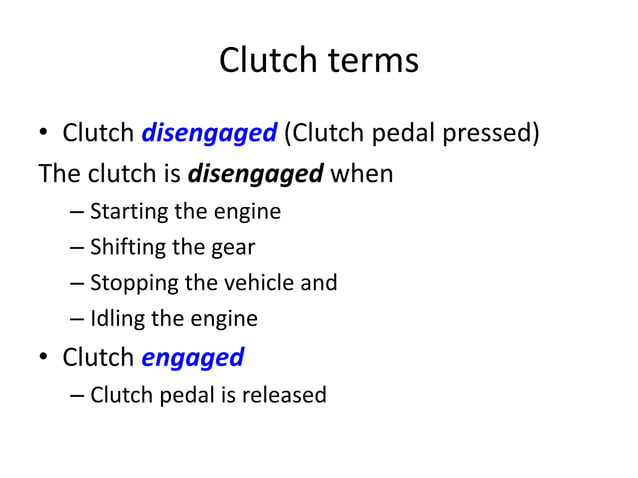 Clutch terms
• Clutch disengaged (Clutch pedal pressed)
The clutch is disengaged when
– Starting the engine
– Shifting the gear
– Stopping the vehicle and
– Idling the engine
• Clutch engaged
– Clutch pedal is released